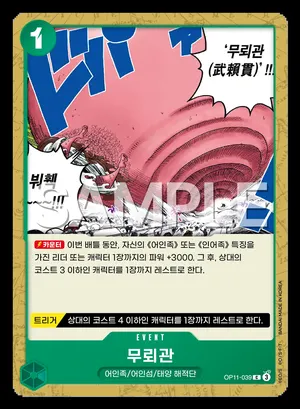 1
'무뢰관
(武頼貫)'!!!
뷔훼
!!
SAMPLE
카운터 이번 배틀 동안, 자신의 《어인족》 또는 《인어족》 특징을
가진 리더 또는 캐릭터 1장까지의 파워 +3000. 그 후, 상대의
코스트 3 이하인 캐릭터를 1장까지 레스트로 한다.
트리거 상대의 코스트 4 이하인 캐릭터를 1장까지 레스트로 한다.
EVENT
무뢰관
어인족/어인섬/태양 해적단
OP11-039 R 3